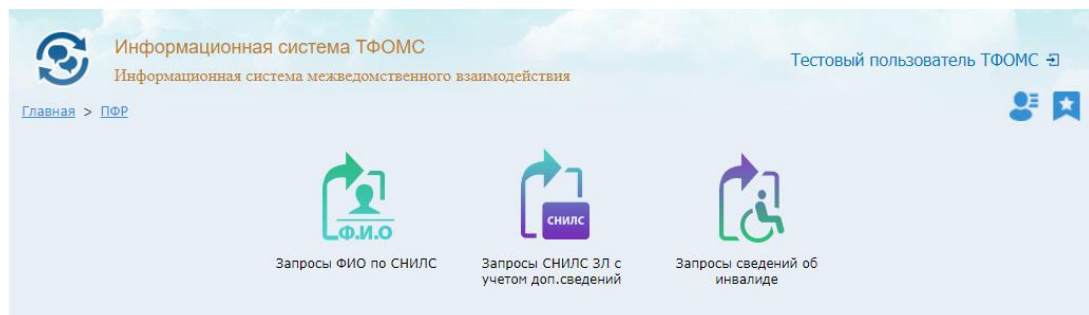 Информационная система ТФОМС
Информационная система межведомственного взаимодействия
Тестовый пользователь ТФОМС
Главная > ПФР
Ф.И.О
СНИЛС
Запросы ФИО по СНИЛС
Запросы СНИЛС ЗЛ с
учетом доп.сведений
Запросы сведений об
инвалиде